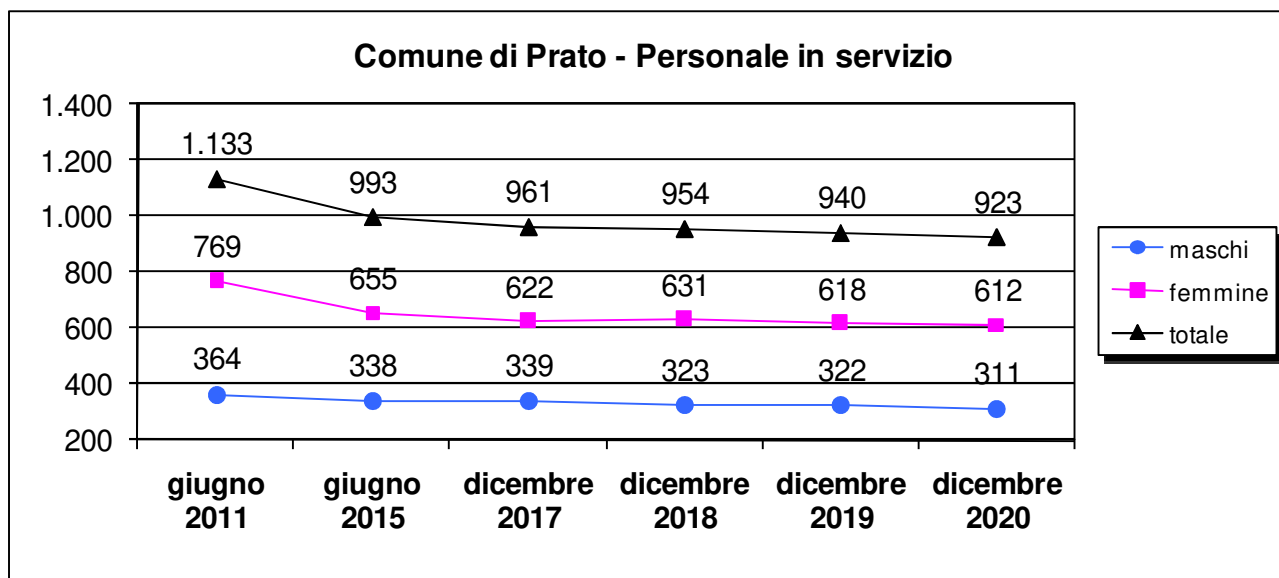 Comune di Prato - Personale in servizio
1.400
1.200
1.000
800
600
400
200
1.133
993
961
954
940
923
769
655
622
631
618
612
364
338
339
323
322
311
giugno 2011
giugno 2015
dicembre 2017
dicembre 2018
dicembre 2019
dicembre 2020
maschi
femmine
totale